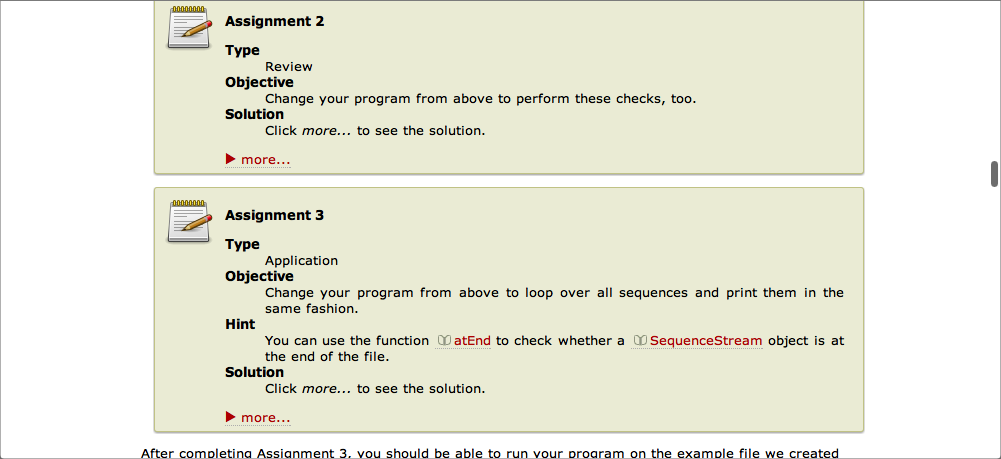 Assignment 2
Type
Review
Objective
Change your program from above to perform these checks, too.
Solution
Click more... to see the solution.
more...
Assignment 3
Type
Application
Objective
Change your program from above to loop over all sequences and print them in the
same fashion.
Hint
You can use the function atEnd to check whether a SequenceStream object is at
the end of the file.
Solution
Click more... to see the solution.
more...
After completing Assignment 3, you should be able to run your program on the example file we created